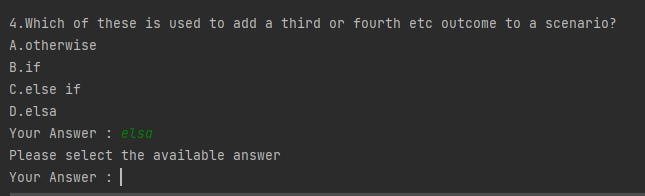 4.Which of these is used to add a third or fourth etc outcome to a scenario?
A.otherwise
B.if
C.else if
D.elsa
Your Answer : elsa
Please select the available answer
Your Answer :